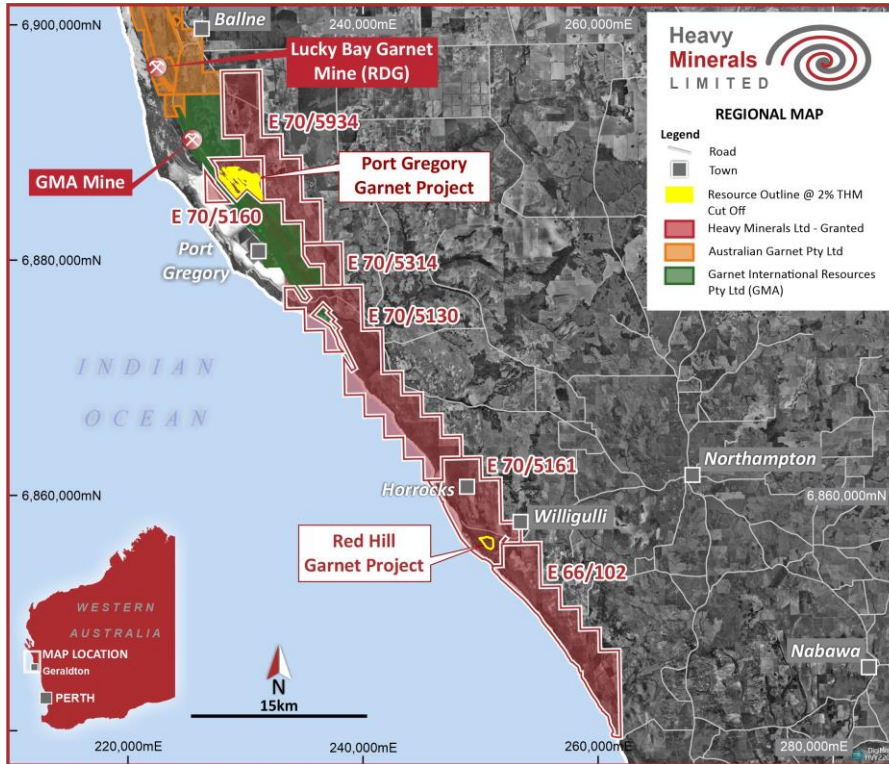 6,900,000mN
Ballne
240,000mE
260,000mE
Heavy
Minerals
LIMITED
REGIONAL MAP
Legend
Road
Town
Resource Outline @ 2% THM
Cut Off
Heavy Minerals Ltd - Granted
Australian Garnet Pty Ltd
Garnet International Resources
Pty Ltd (GMA)
Lucky Bay Garnet
Mine (RDG)
E 70/5934
GMA Mine
Port Gregory
Garnet Project
E 70/5160
Port
Gregory
6,880,000mN
E 70/5314
E 70/5130
INDIAN
OCEAN
E 70/5161
Northampton
Horrocks
6,860,000mN
6,860,000mN
Willigulli
Red Hill
Garnet Project
E 66/102
WESTERN
AUSTRALIA
MAP LOCATION
Geraldton
PERTH
N
15km
Nabawa
220,000mE
240,000mE
260,000mE
280,000mE